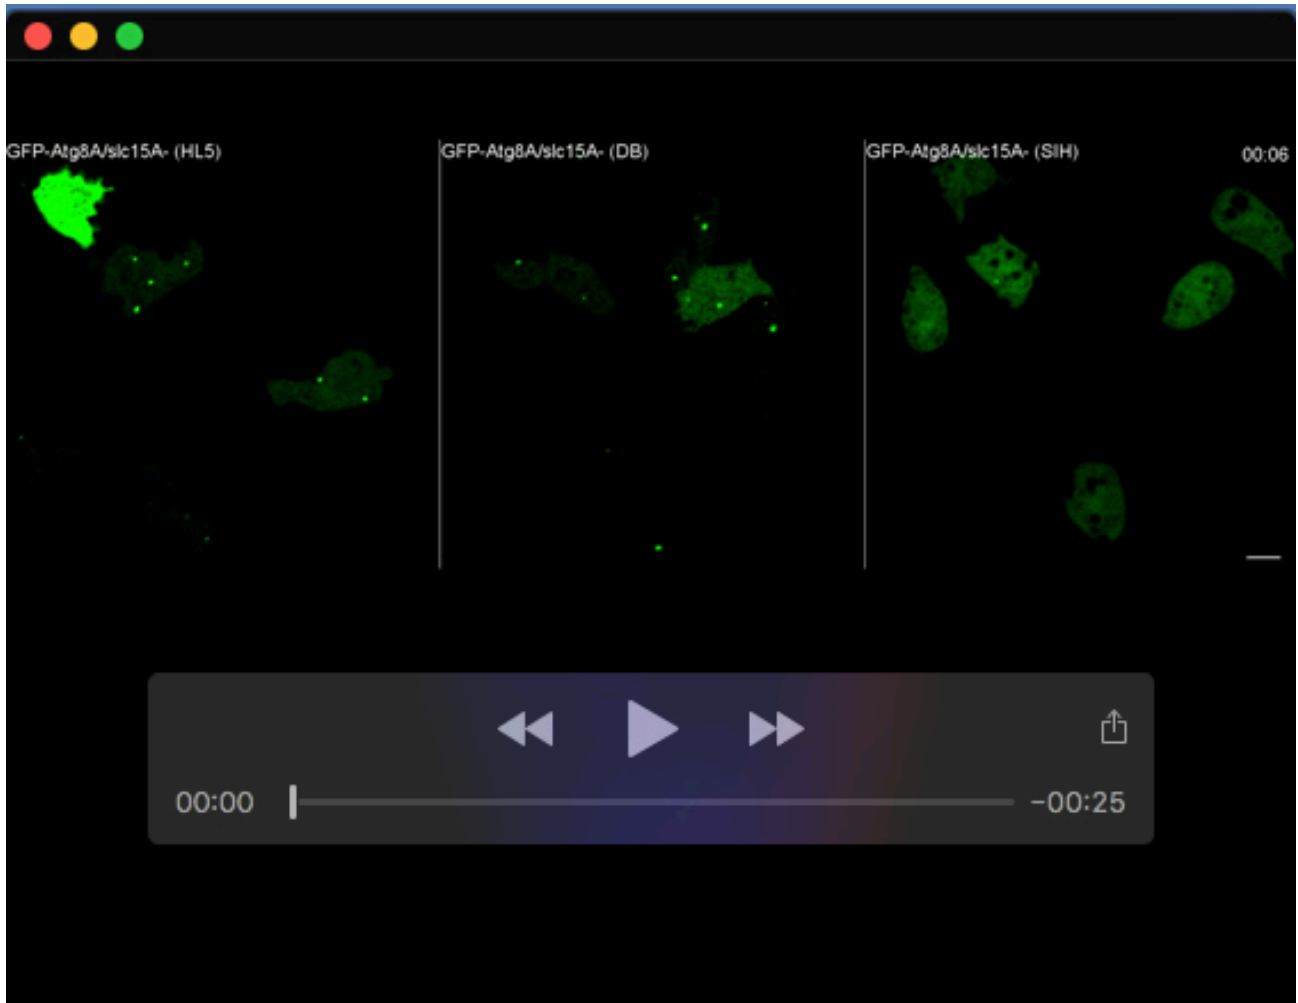 GFP-Atg8A/slc15A- (HL5)
GFP-Atg8A/slc15A- (DB)
GFP-Atg8A/slc15A- (SIH)
00:06
00:00
-00:25